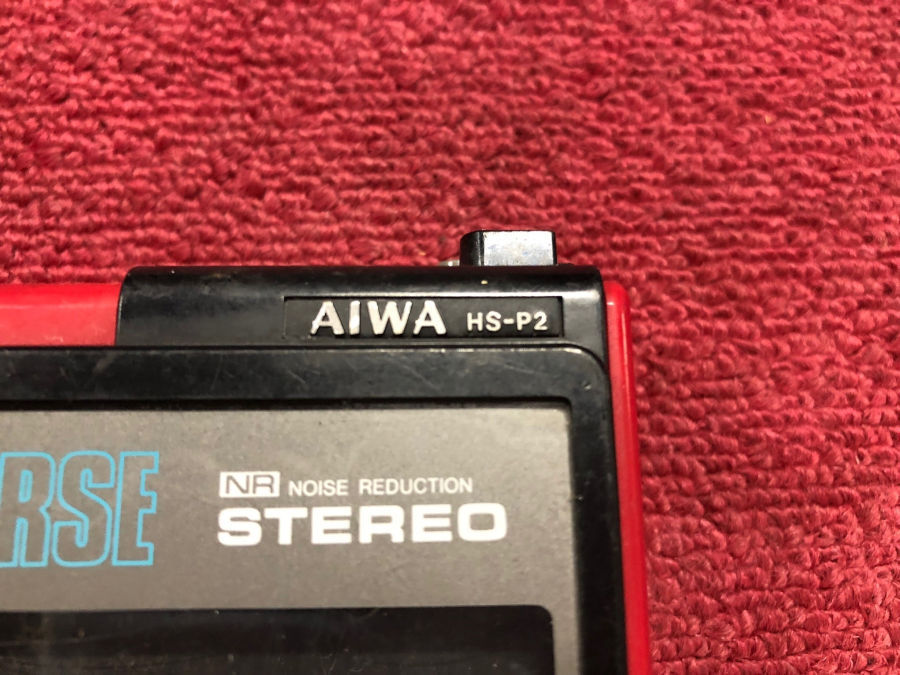 AIWA HS-P2
RSE
NR NOISE REDUCTION
STEREO